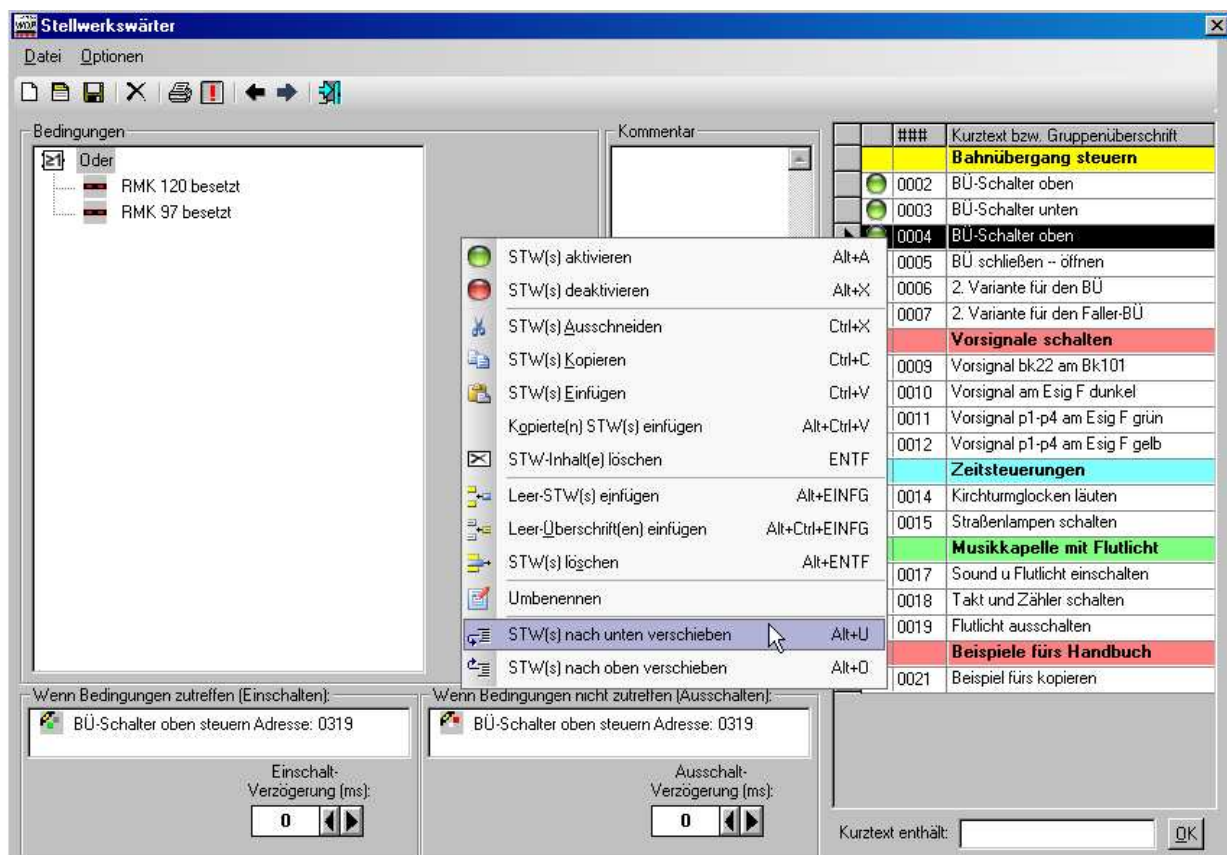 Stellwerkswärter
Datei Optionen
Bedingungen
≥1 Oder
RMK 120 besetzt
RMK 97 besetzt
Kommentar
### Kurztext bzw. Gruppenüberschrift
Bahnübergang steuern
0002 BÜ-Schalter oben
0003 BÜ-Schalter unten
0004 BÜ-Schalter oben
0005 BÜ schließen -- öffnen
0006 2. Variante für den BÜ
0007 2. Variante für den Faller-BÜ
Vorsignale schalten
0009 Vorsignal bk22 am Bk101
0010 Vorsignal am Esig F dunkel
0011 Vorsignal p1-p4 am Esig F grün
0012 Vorsignal p1-p4 am Esig F gelb
Zeitsteuerungen
0014 Kirchturmglocken läuten
0015 Straßenlampen schalten
Musikkapelle mit Flutlicht
0017 Sound u Flutlicht einschalten
0018 Takt und Zähler schalten
0019 Flutlicht ausschalten
Beispiele fürs Handbuch
0021 Beispiel fürs kopieren
STW(s) aktivieren Alt+A
STW(s) deaktivieren Alt+X
STW(s) Ausschneiden Ctrl+X
STW(s) Kopieren Ctrl+C
STW(s) Einfügen Ctrl+V
Kopierte(n) STW(s) einfügen Alt+Ctrl+V
STW-Inhalt(e) löschen ENTF
Leer-STW(s) einfügen Alt+EINFG
Leer-Überschrift(en) einfügen Alt+Ctrl+EINFG
STW(s) löschen Alt+ENTF
Umbenennen
STW(s) nach unten verschieben Alt+U
STW(s) nach oben verschieben Alt+O
Wenn Bedingungen zutreffen (Einschalten):
BÜ-Schalter oben steuern Adresse: 0319
Einschalt-
Verzögerung (ms):
0
Wenn Bedingungen nicht zutreffen (Ausschalten):
BÜ-Schalter oben steuern Adresse: 0319
Ausschalt-
Verzögerung (ms):
0
Kurztext enthält: OK